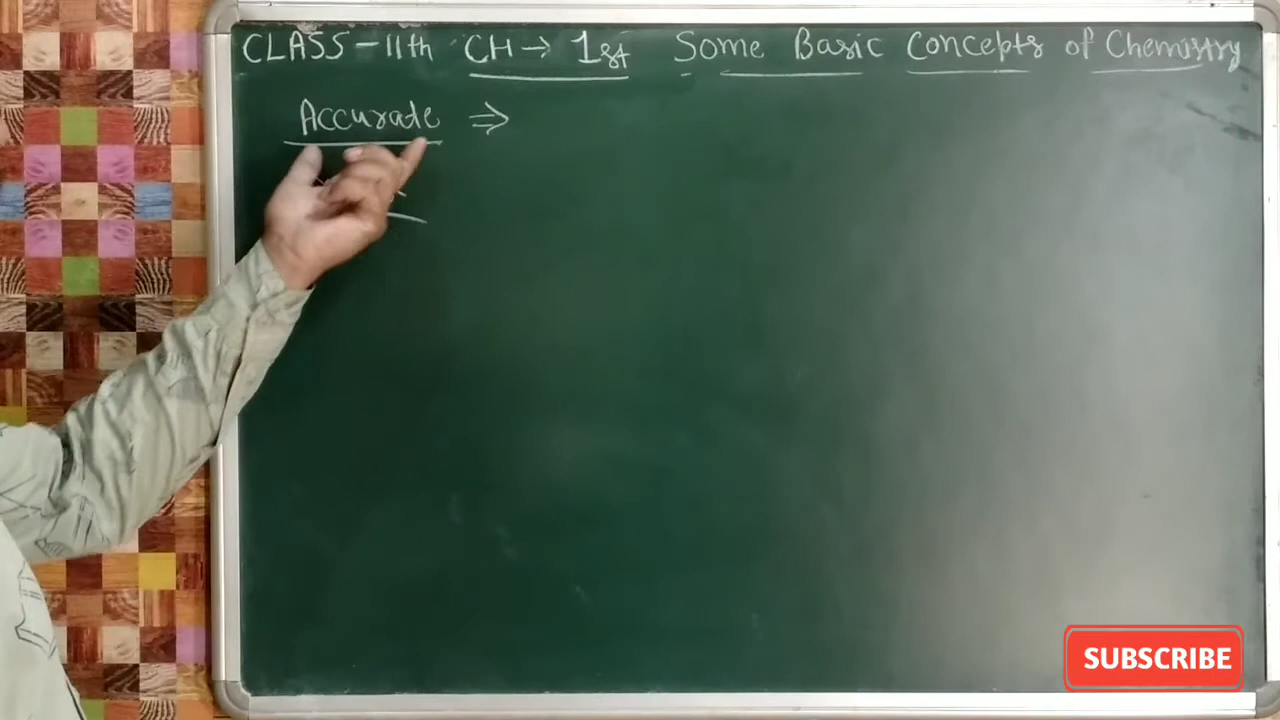 CLASS - 11th CH → 1st Some Basic Concepts of Chemistry
Accurate ⇒
SUBSCRIBE